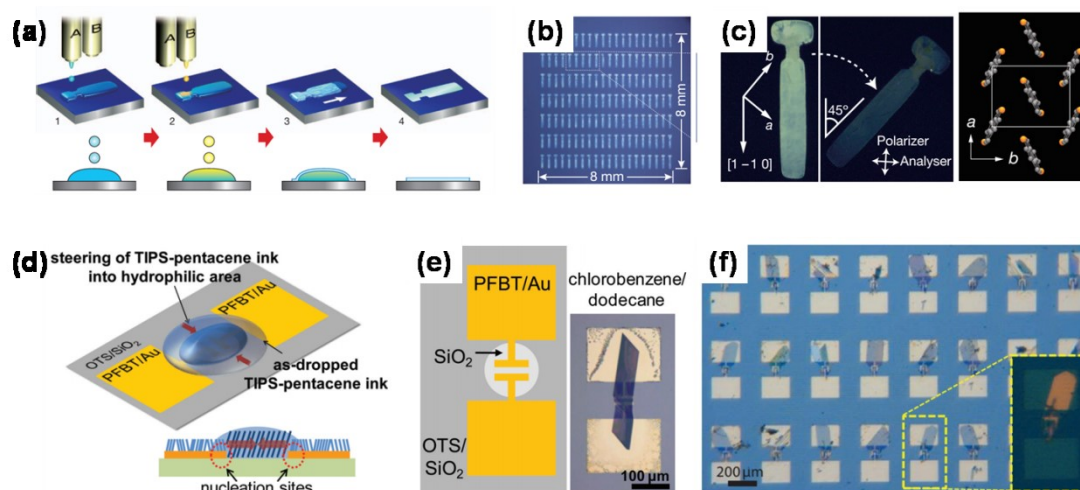 (a)
A B
A B
1
2
3
4
(b)
8 mm
8 mm
(c)
b
a
[1 −1 0]
45°
Polarizer
Analyser
a
b
(d)
steering of TIPS-pentacene ink
into hydrophilic area
PFBT/Au
OTS/SiO2
PFBT/Au
as-dropped
TIPS-pentacene ink
nucleation sites
(e)
PFBT/Au
SiO2
OTS/
SiO2
chlorobenzene/
dodecane
100 µm
(f)
200 µm